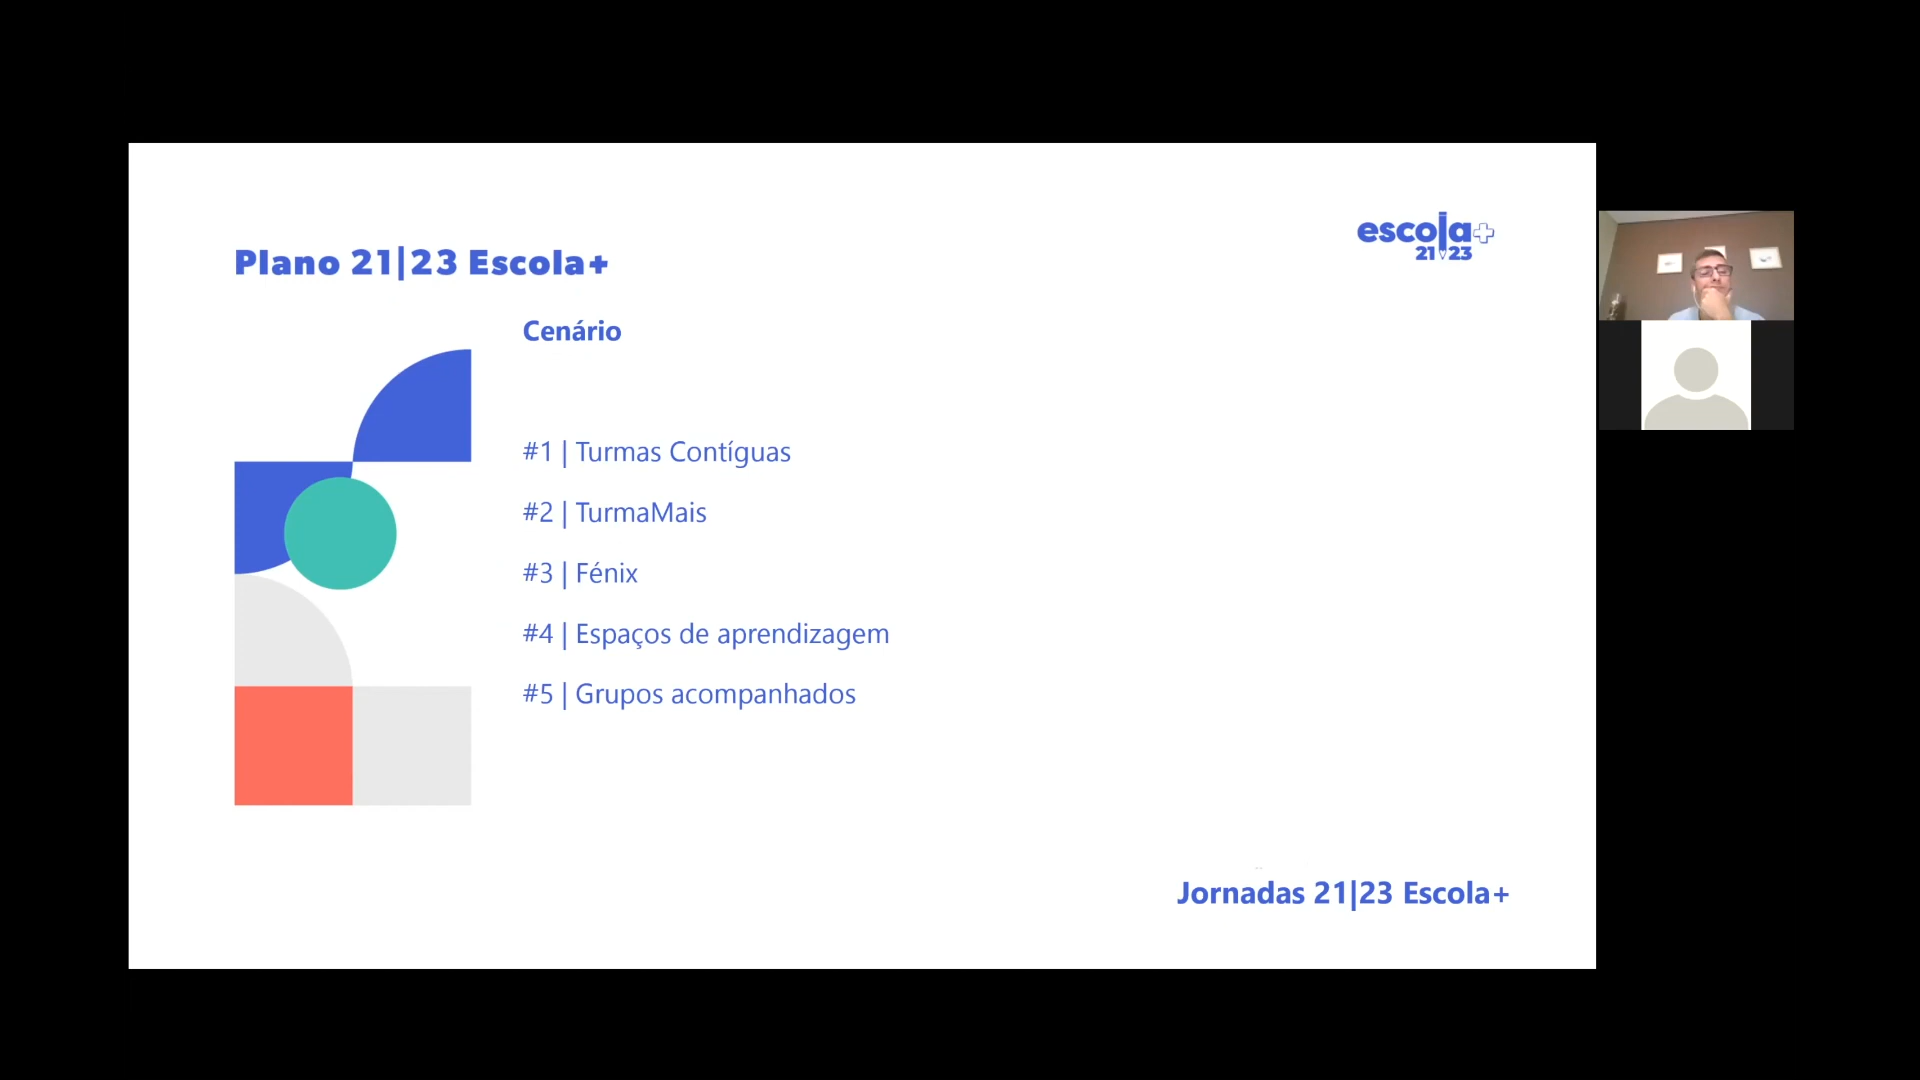 escola+
21|23
Plano 21|23 Escola+
Cenário
#1 | Turmas Contíguas
#2 | TurmaMais
#3 | Fénix
#4 | Espaços de aprendizagem
#5 | Grupos acompanhados
Jornadas 21|23 Escola+